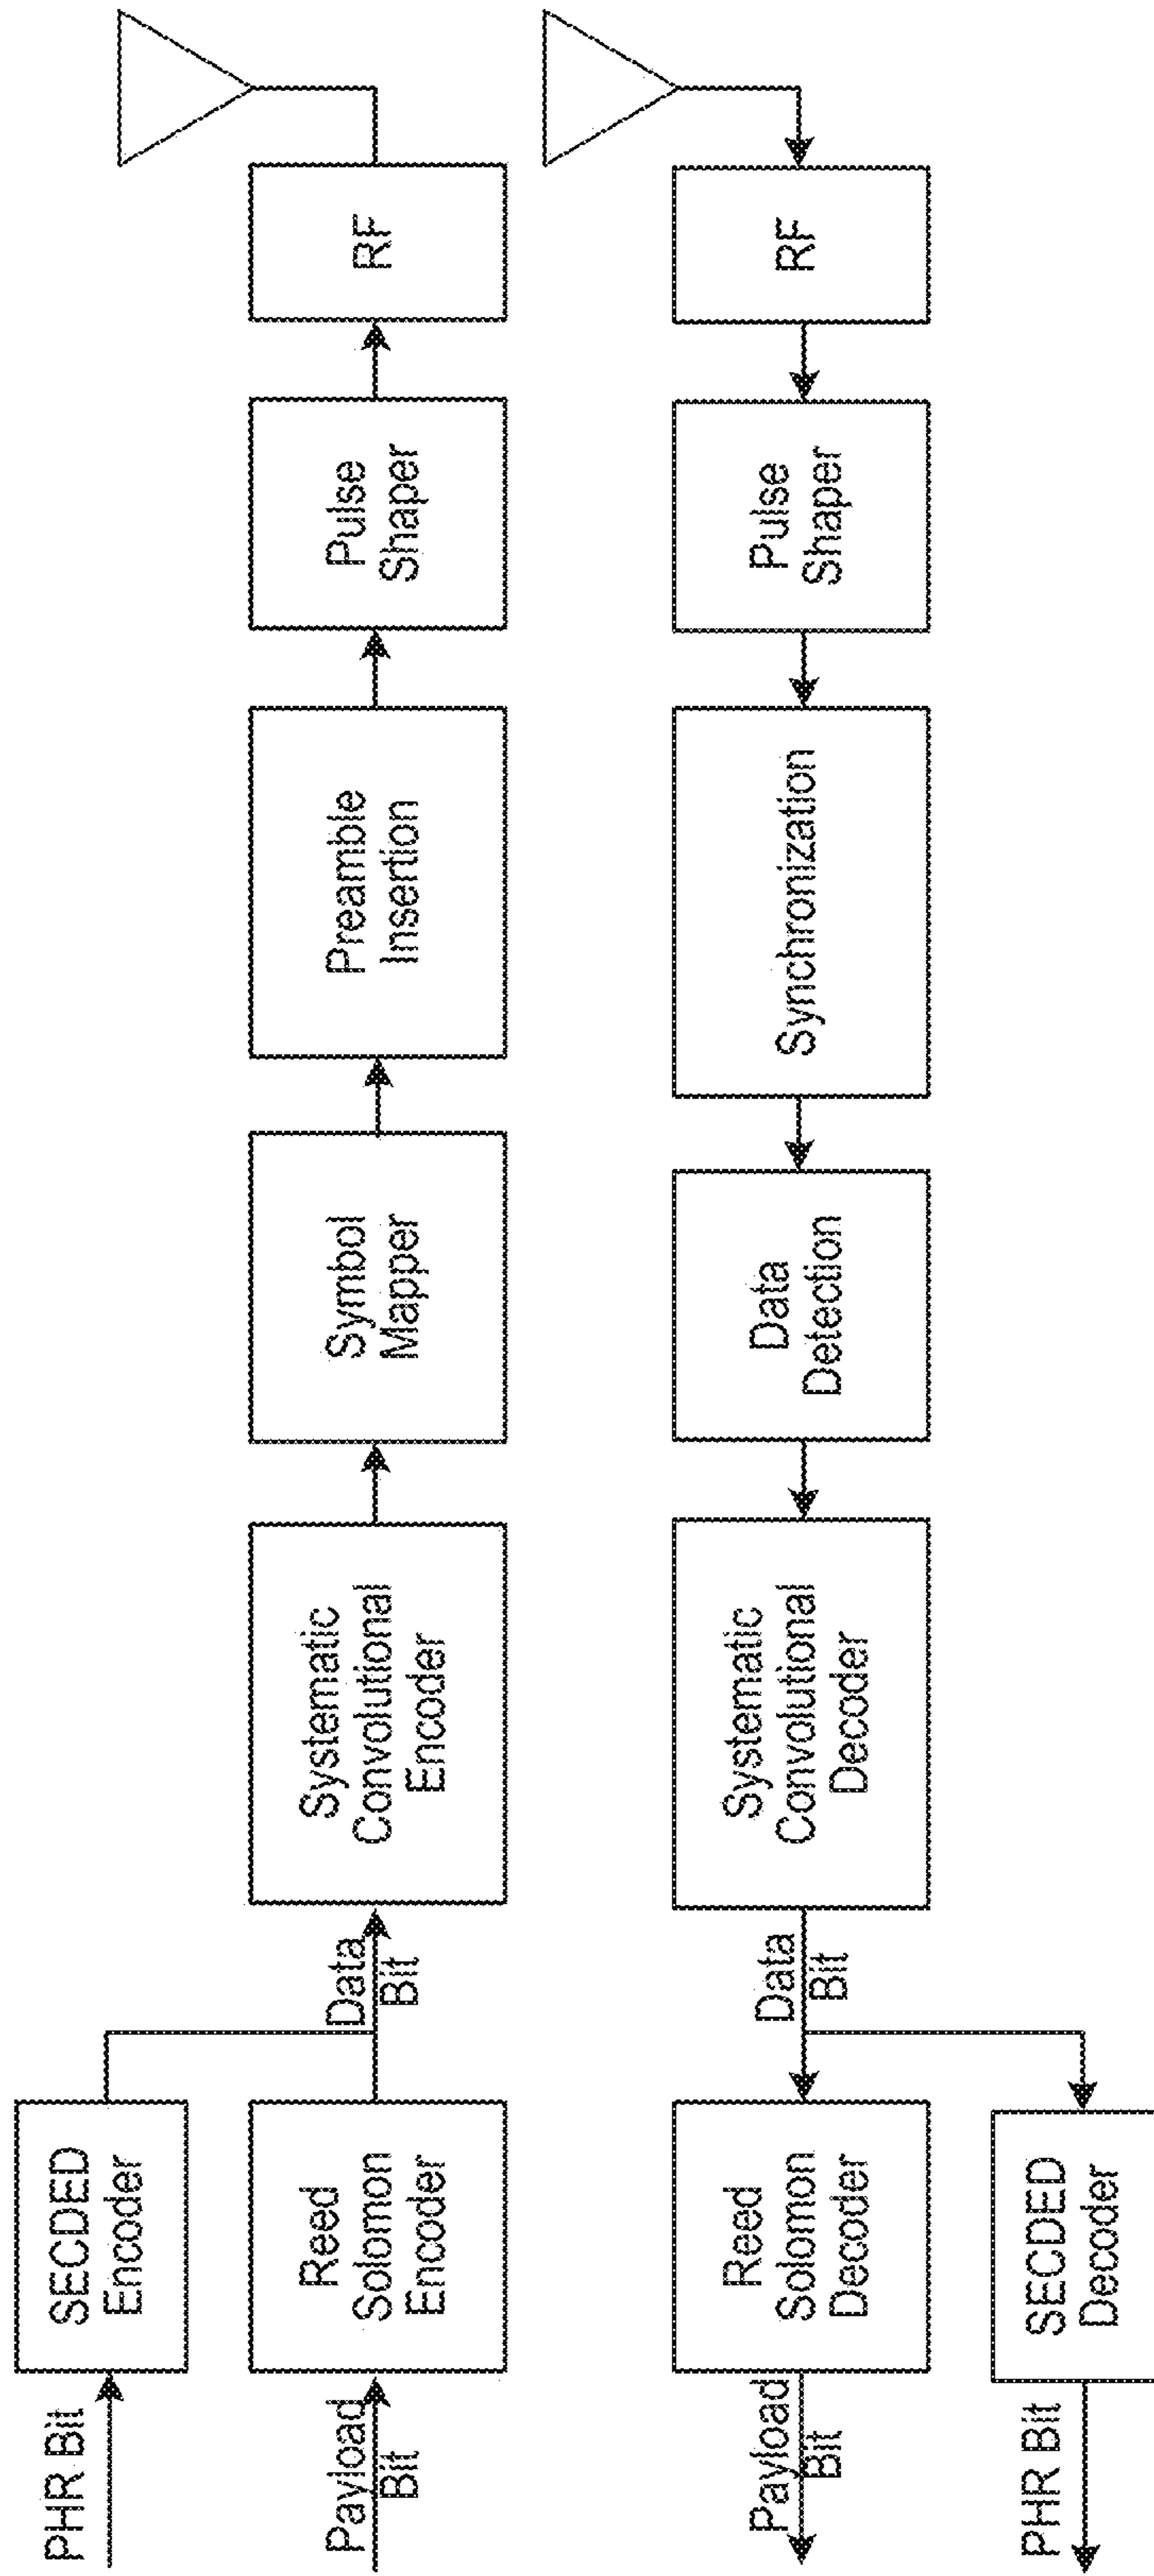 PHR Bit
SECDED
Encoder
Payload
Bit
Reed
Solomon
Encoder
Data
Bit
Systematic
Convolutional
Encoder
Symbol
Mapper
Preamble
Insertion
Pulse
Shaper
RF
Payload
Bit
Reed
Solomon
Decoder
Data
Bit
Systematic
Convolutional
Decoder
Data
Detection
Synchronization
Pulse
Shaper
RF
PHR Bit
SECDED
Decoder